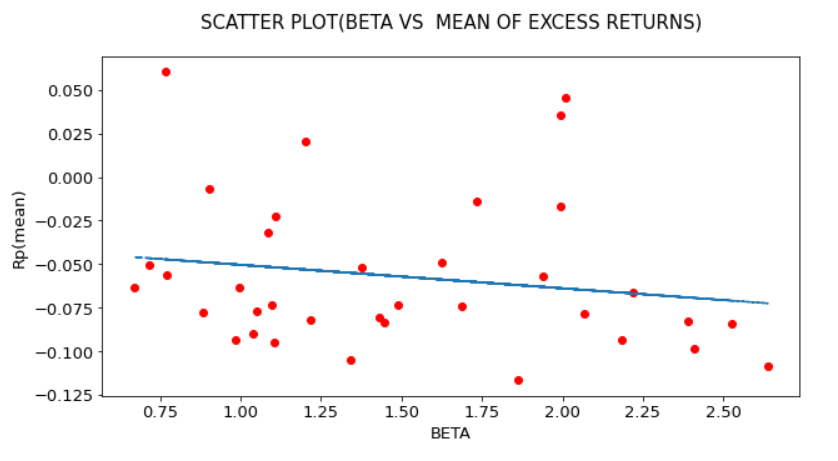 SCATTER PLOT(BETA VS  MEAN OF EXCESS RETURNS)
0.050
0.025
0.000
−0.025
−0.050
−0.075
−0.100
−0.125
Rp(mean)
0.75 1.00 1.25 1.50 1.75 2.00 2.25 2.50
BETA